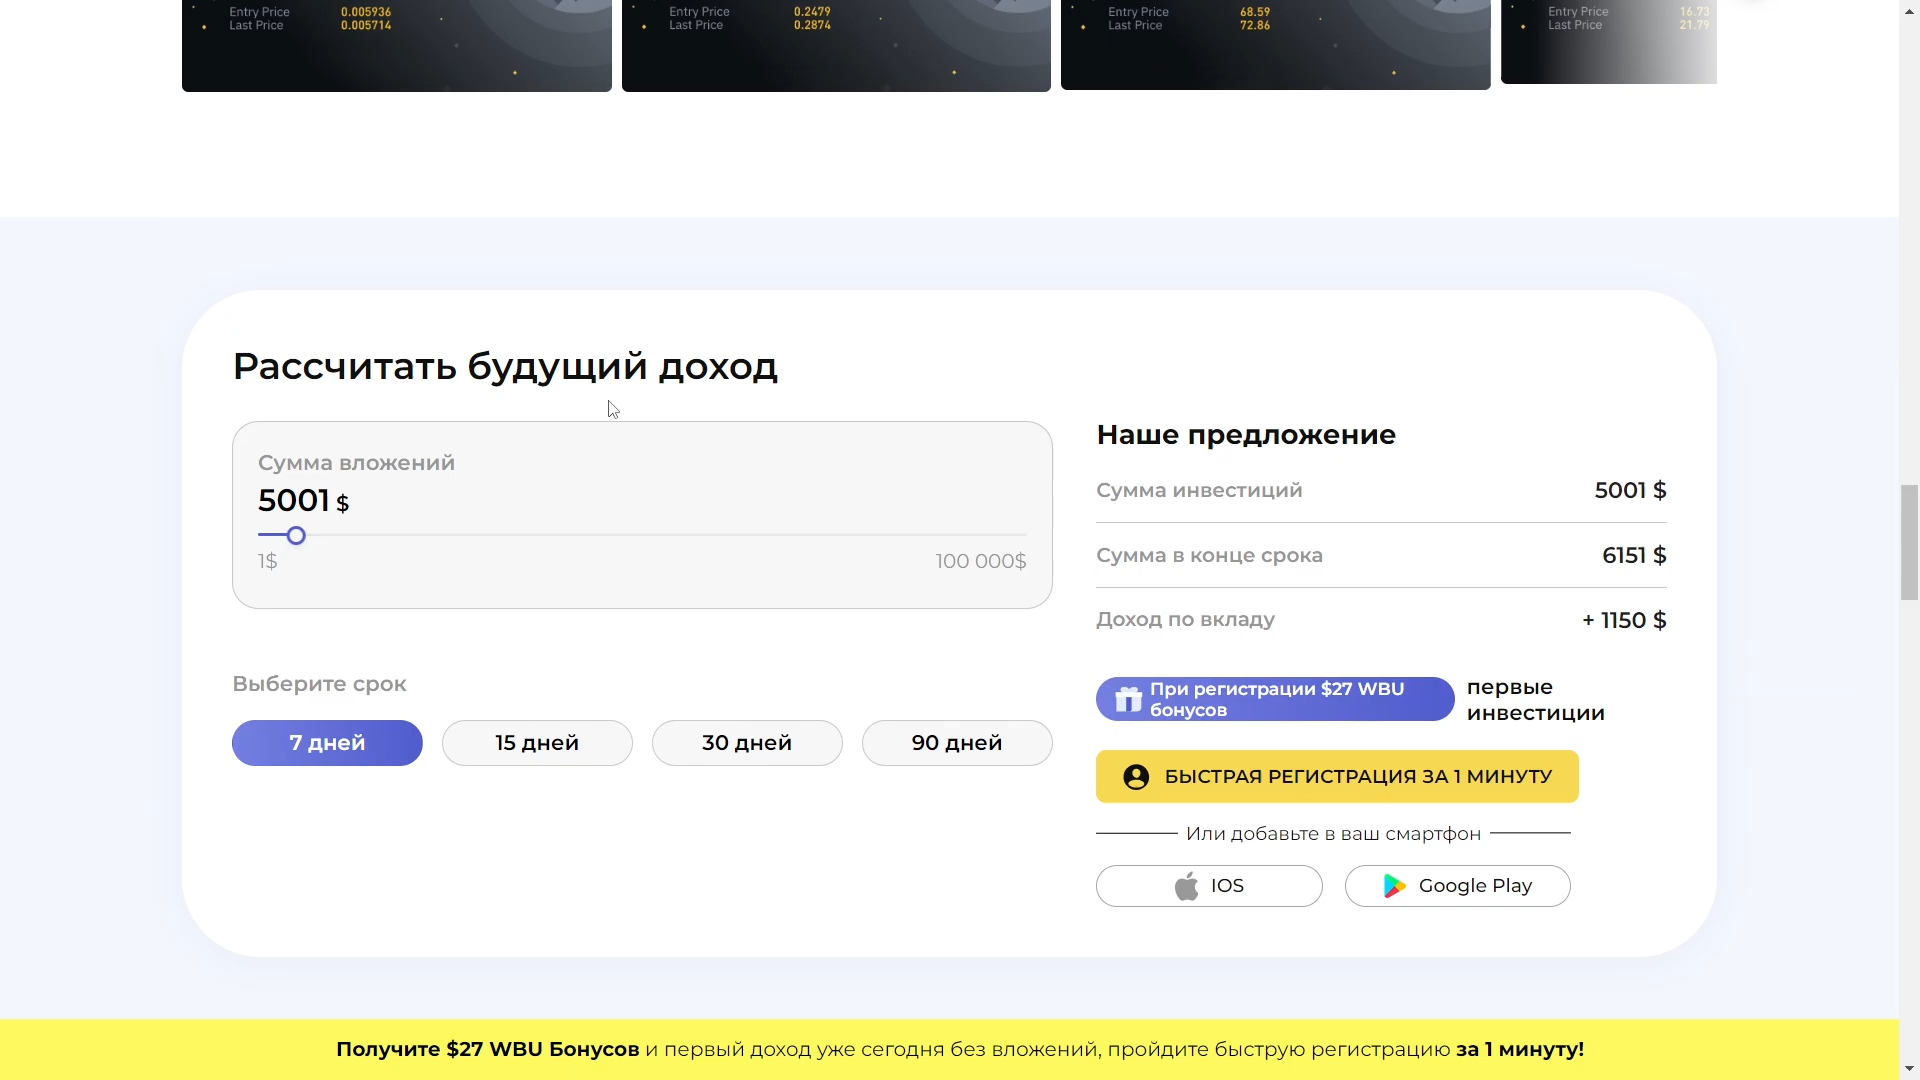 Entry Price 0.005936
Last Price 0.005714
Entry Price 0.2479
Last Price 0.2874
Entry Price 68.59
Last Price 72.86
Entry Price 16.73
Last Price 21.79
Рассчитать будущий доход
Сумма вложений
5001 $
1$ 100 000$
Выберите срок
7 дней 15 дней 30 дней 90 дней
Наше предложение
Сумма инвестиций 5001 $
Сумма в конце срока 6151 $
Доход по вкладу + 1150 $
При регистрации $27 WBU
бонусов
первые
инвестиции
БЫСТРАЯ РЕГИСТРАЦИЯ ЗА 1 МИНУТУ
Или добавьте в ваш смартфон
IOS Google Play
Получите $27 WBU Бонусов и первый доход уже сегодня без вложений, пройдите быструю регистрацию за 1 минуту!